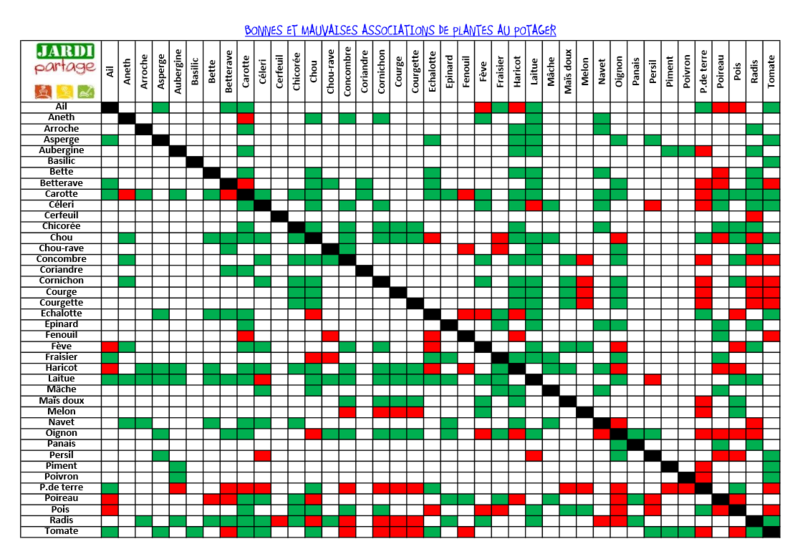 BONNES ET MAUVAISES ASSOCIATIONS DE PLANTES AU POTAGER
JARDI
partage
Ail
Aneth
Arroche
Asperge
Aubergine
Basilic
Bette
Betterave
Carotte
Céleri
Cerfeuil
Chicorée
Chou
Chou-rave
Concombre
Coriandre
Cornichon
Courge
Courgette
Echalotte
Epinard
Fenouil
Fève
Fraisier
Haricot
Laitue
Mâche
Maïs doux
Melon
Navet
Oignon
Panais
Persil
Piment
Poivron
P.de terre
Poireau
Pois
Radis
Tomate
Ail
Aneth
Arroche
Asperge
Aubergine
Basilic
Bette
Betterave
Carotte
Céleri
Cerfeuil
Chicorée
Chou
Chou-rave
Concombre
Coriandre
Cornichon
Courge
Courgette
Echalotte
Epinard
Fenouil
Fève
Fraisier
Haricot
Laitue
Mâche
Maïs doux
Melon
Navet
Oignon
Panais
Persil
Piment
Poivron
P.de terre
Poireau
Pois
Radis
Tomate